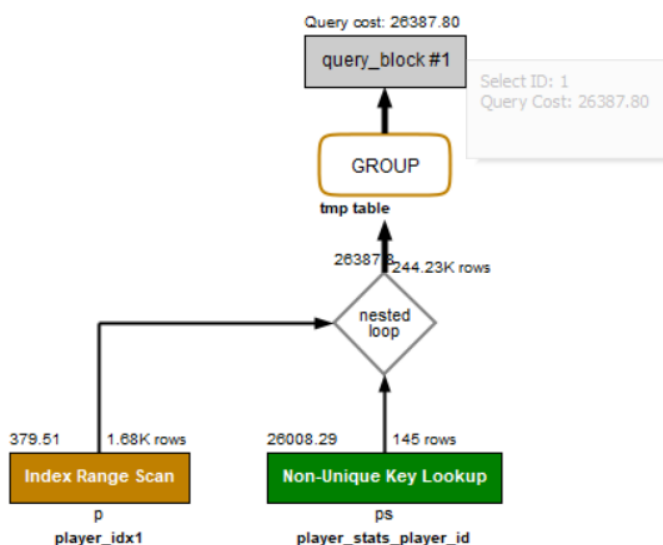 Query cost: 26387.80
query_block #1
Select ID: 1
Query Cost: 26387.80
GROUP
tmp table
26387.8
244.23K rows
nested
loop
379.51
1.68K rows
26008.29
145 rows
Index Range Scan
Non-Unique Key Lookup
p
ps
player_idx1
player_stats_player_id